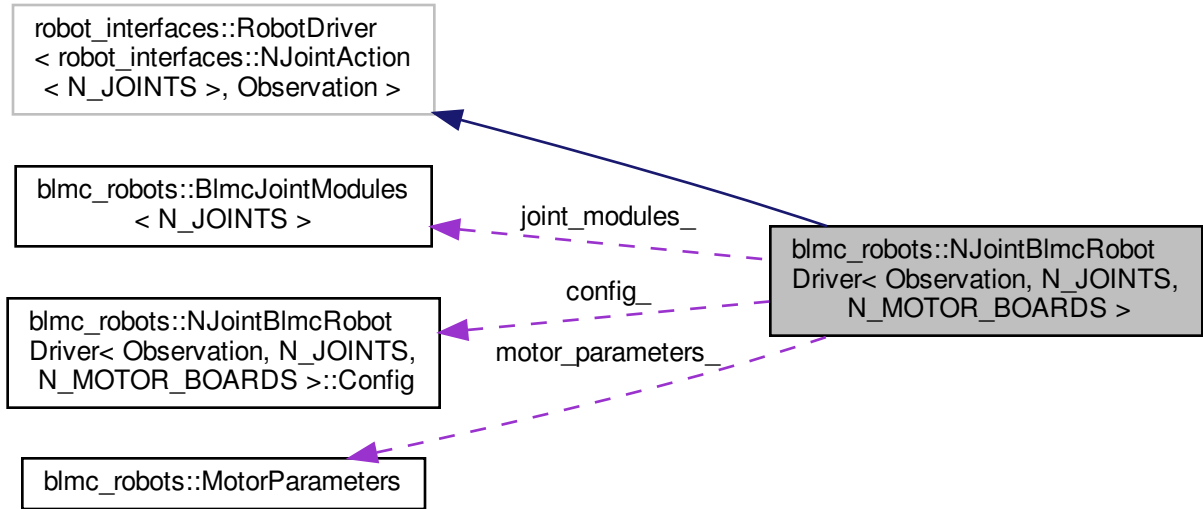 robot_interfaces::RobotDriver
< robot_interfaces::NJointAction
< N_JOINTS >, Observation >
blmc_robots::BlmcJointModules
< N_JOINTS >
joint_modules_
blmc_robots::NJointBlmcRobot
Driver< Observation, N_JOINTS,
N_MOTOR_BOARDS >
config_
blmc_robots::NJointBlmcRobot
Driver< Observation, N_JOINTS,
N_MOTOR_BOARDS >::Config
motor_parameters_
blmc_robots::MotorParameters